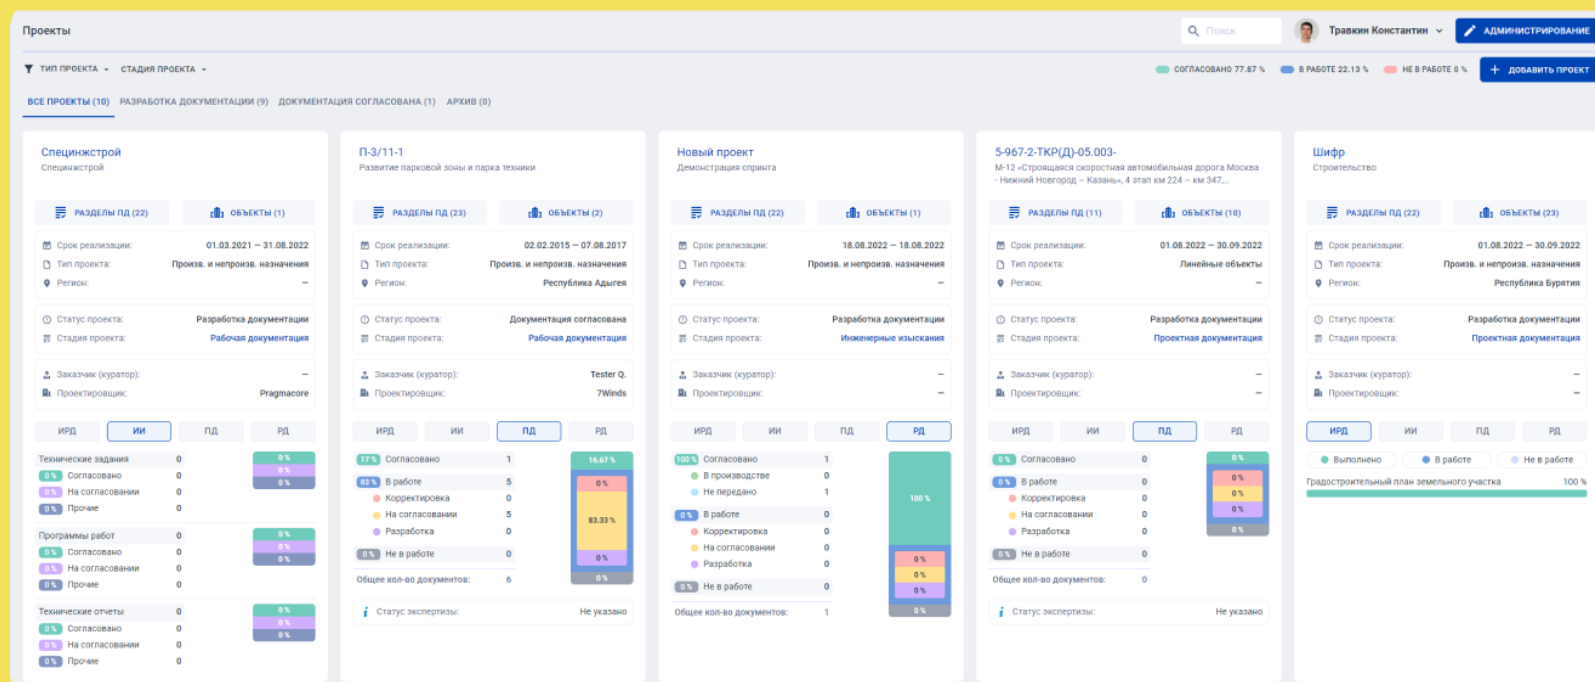 Проекты
Поиск
Травкин Константин
АДМИНИСТРИРОВАНИЕ
ТИП ПРОЕКТА
СТАДИЯ ПРОЕКТА
СОГЛАСОВАНО 77.87 %
В РАБОТЕ 22.13 %
НЕ В РАБОТЕ 0 %
ДОБАВИТЬ ПРОЕКТ
ВСЕ ПРОЕКТЫ (10)
РАЗРАБОТКА ДОКУМЕНТАЦИИ (9)
ДОКУМЕНТАЦИЯ СОГЛАСОВАНА (1)
АРХИВ (0)
Специнжстрой
Специнжстрой
РАЗДЕЛЫ ПД (22)
ОБЪЕКТЫ (1)
Срок реализации: 01.03.2021 — 31.08.2022
Тип проекта: Произв. и непроизв. назначения
Регион: —
Статус проекта: Разработка документации
Стадия проекта: Рабочая документация
Заказчик (куратор): —
Проектировщик: Pragmacore
ИРД ИИ ПД РД
Технические задания 0
0 % Согласовано 0
0 % На согласовании 0
0 % Прочие 0
0 %
0 %
0 %
Программы работ 0
0 % Согласовано 0
0 % На согласовании 0
0 % Прочие 0
0 %
0 %
0 %
Технические отчеты 0
0 % Согласовано 0
0 % На согласовании 0
0 % Прочие 0
0 %
0 %
0 %
П-3/11-1
Развитие парковой зоны и парка техники
РАЗДЕЛЫ ПД (23)
ОБЪЕКТЫ (2)
Срок реализации: 02.02.2015 — 07.08.2017
Тип проекта: Произв. и непроизв. назначения
Регион: Республика Адыгея
Статус проекта: Документация согласована
Стадия проекта: Рабочая документация
Заказчик (куратор): Tester Q.
Проектировщик: 7Winds
ИРД ИИ ПД РД
17 % Согласовано 1
83 % В работе 5
Корректировка 0
На согласовании 5
Разработка 0
0 % Не в работе 0
Общее кол-во документов: 6
16.67 %
0 %
83.33 %
0 %
0 %
Статус экспертизы: Не указано
Новый проект
Демонстрация спринта
РАЗДЕЛЫ ПД (22)
ОБЪЕКТЫ (1)
Срок реализации: 18.08.2022 — 18.08.2022
Тип проекта: Произв. и непроизв. назначения
Регион: —
Статус проекта: Разработка документации
Стадия проекта: Инженерные изыскания
Заказчик (куратор): —
Проектировщик: —
ИРД ИИ ПД РД
100 % Согласовано 1
В производстве 0
Не передано 1
0 % В работе 0
Корректировка 0
На согласовании 0
Разработка 0
0 % Не в работе 0
Общее кол-во документов: 1
100 %
0 %
0 %
0 %
0 %
5-967-2-ТКР(Д)-05.003-
М-12 «Строящаяся скоростная автомобильная дорога Москва
- Нижний Новгород – Казань», 4 этап км 224 – км 347,...
РАЗДЕЛЫ ПД (11)
ОБЪЕКТЫ (10)
Срок реализации: 01.08.2022 — 30.09.2022
Тип проекта: Линейные объекты
Регион: —
Статус проекта: Разработка документации
Стадия проекта: Проектная документация
Заказчик (куратор): —
Проектировщик: —
ИРД ИИ ПД РД
0 % Согласовано 0
0 % В работе 0
Корректировка 0
На согласовании 0
Разработка 0
0 % Не в работе 0
Общее кол-во документов: 0
0 %
0 %
0 %
0 %
0 %
Статус экспертизы: Не указано
Шифр
Строительство
РАЗДЕЛЫ ПД (22)
ОБЪЕКТЫ (23)
Срок реализации: 01.08.2022 — 30.09.2022
Тип проекта: Произв. и непроизв. назначения
Регион: Республика Бурятия
Статус проекта: Разработка документации
Стадия проекта: Проектная документация
Заказчик (куратор): —
Проектировщик: —
ИРД ИИ ПД РД
Выполнено
В работе
Не в работе
Градостроительный план земельного участка 100 %